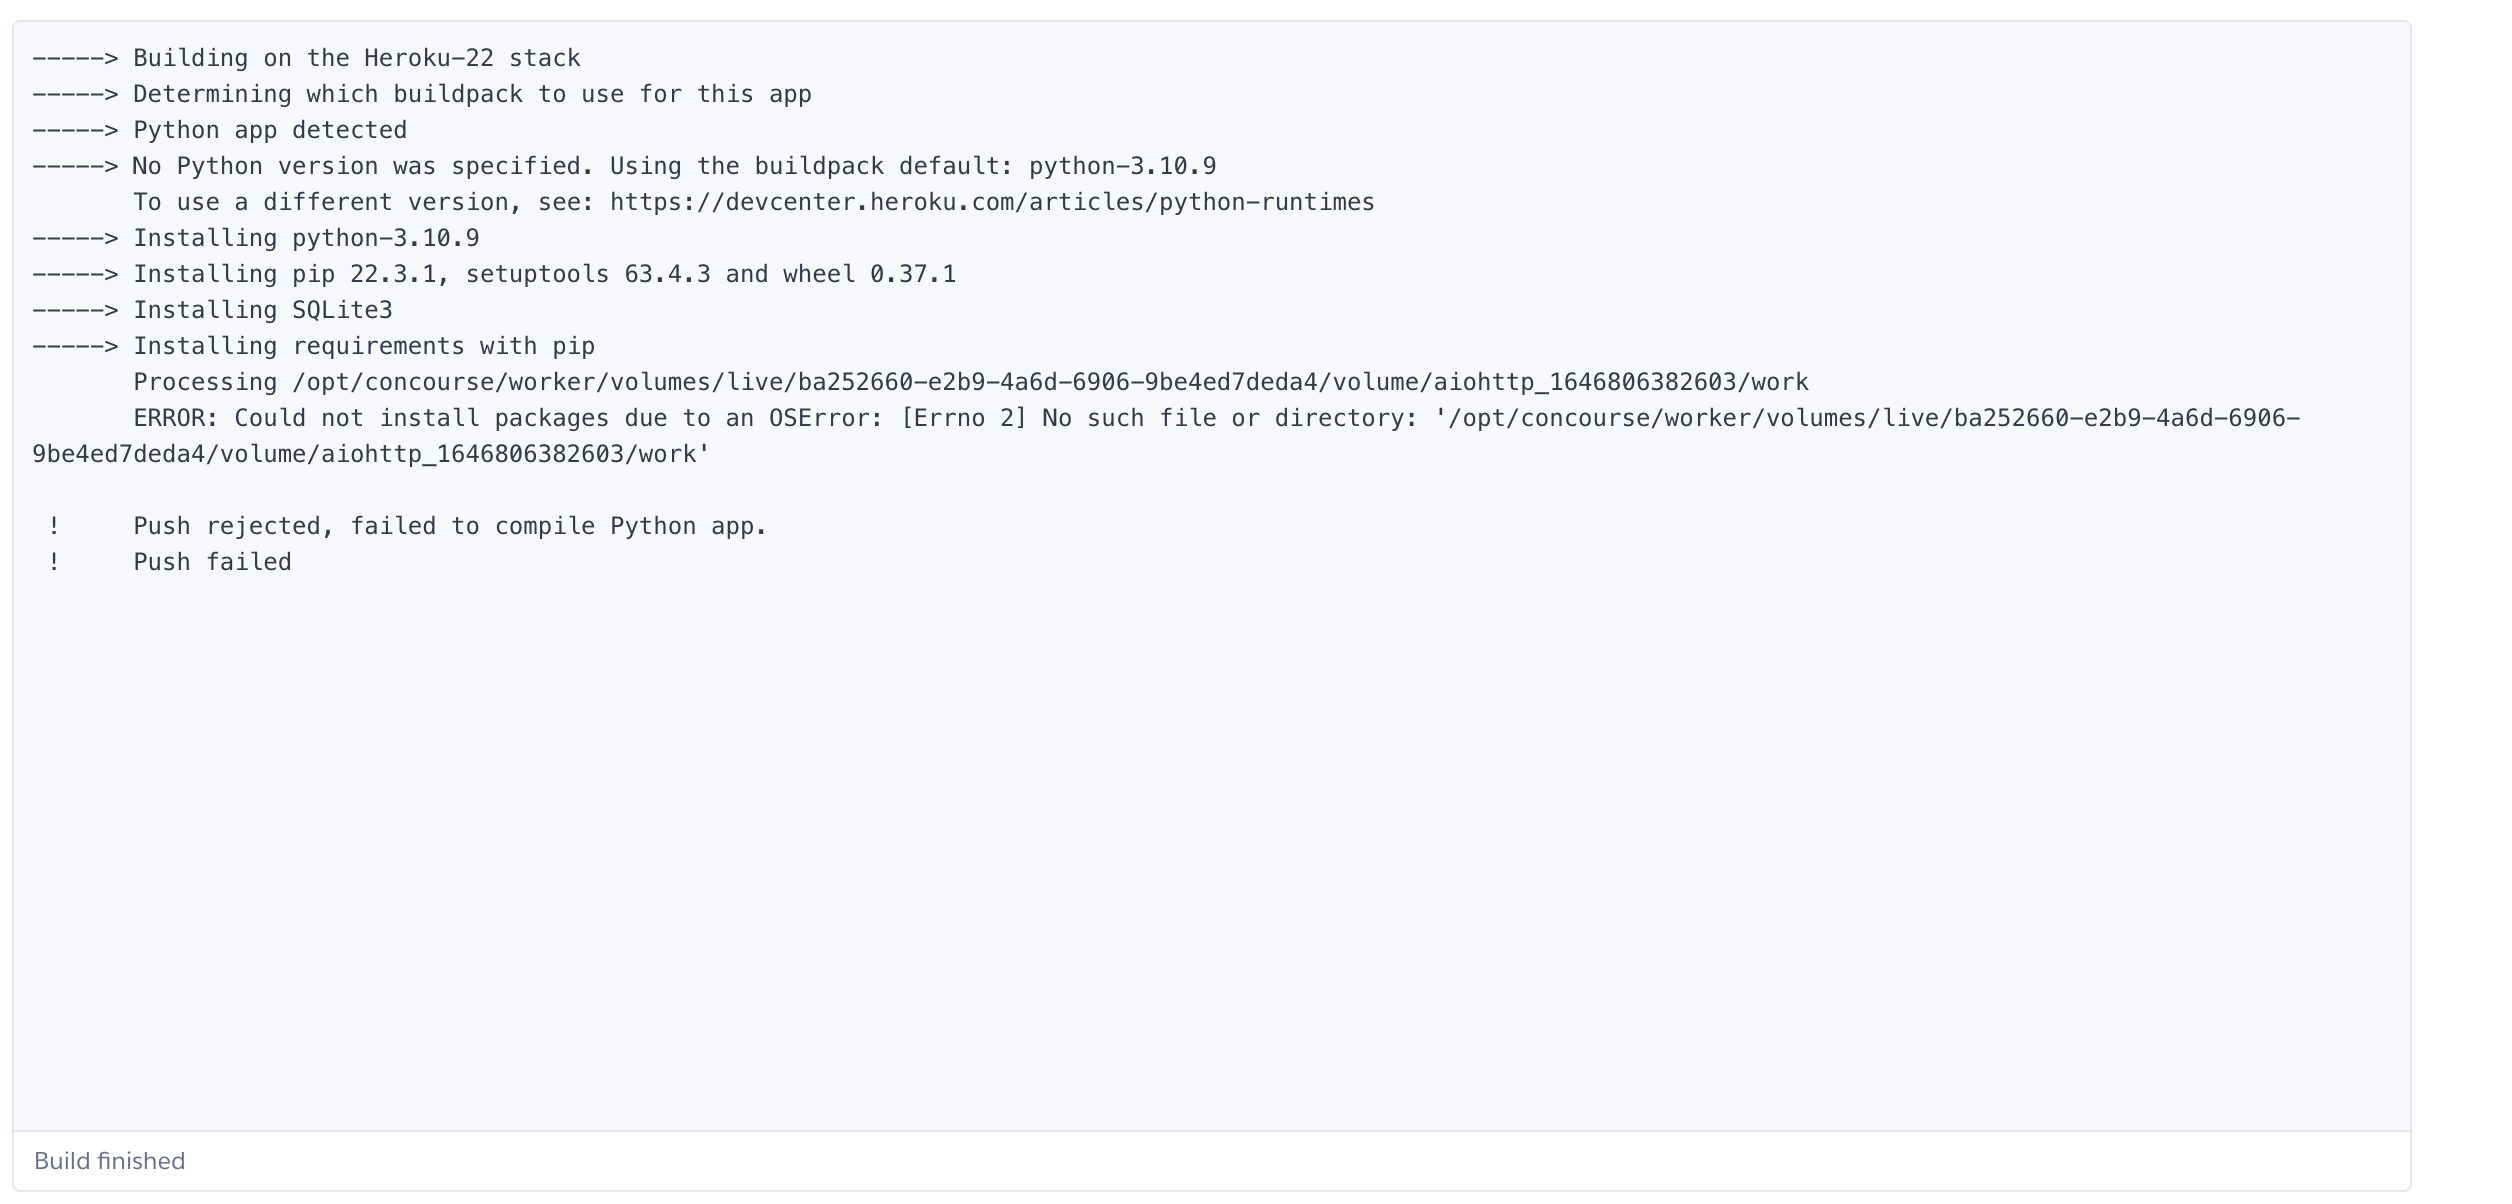 -----> Building on the Heroku-22 stack
-----> Determining which buildpack to use for this app
-----> Python app detected
-----> No Python version was specified. Using the buildpack default: python-3.10.9
       To use a different version, see: https://devcenter.heroku.com/articles/python-runtimes
-----> Installing python-3.10.9
-----> Installing pip 22.3.1, setuptools 63.4.3 and wheel 0.37.1
-----> Installing SQLite3
-----> Installing requirements with pip
       Processing /opt/concourse/worker/volumes/live/ba252660-e2b9-4a6d-6906-9be4ed7deda4/volume/aiohttp_1646806382603/work
       ERROR: Could not install packages due to an OSError: [Errno 2] No such file or directory: '/opt/concourse/worker/volumes/live/ba252660-e2b9-4a6d-6906-
9be4ed7deda4/volume/aiohttp_1646806382603/work'
 !     Push rejected, failed to compile Python app.
 !     Push failed
Build finished